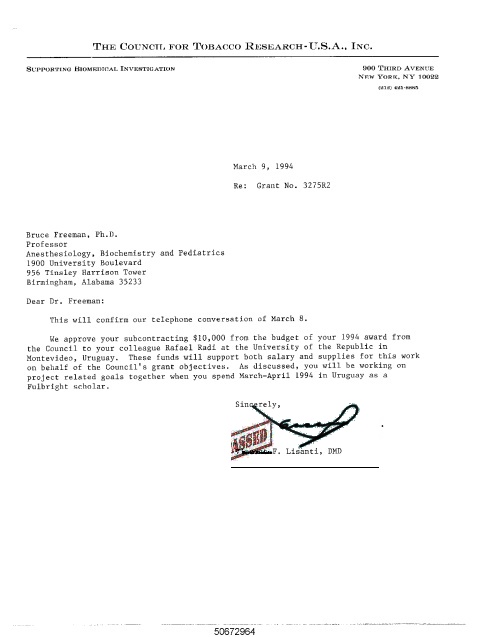 THE COUNCIL FOR TOBACCO RESEARCH-U.S.A., INC.
SUPPORTING BIOMEDICAL INVESTIGATION
900 THIRD AVENUE
NEW YORK, NY 10022
(212) 421-8885
March 9, 1994
Re: Grant No. 3275R2
Bruce Freeman, Ph.D.
Professor
Anesthesiology, Biochemistry and Pediatrics
1900 University Boulevard
956 Tinsley Harrison Tower
Birmingham, Alabama 35233
Dear Dr. Freeman:
This will confirm our telephone conversation of March 8.
We approve your subcontracting $10,000 from the budget of your 1994 award from
the Council to your colleague Rafael Radi at the University of the Republic in
Montevideo, Uruguay. These funds will support both salary and supplies for this work
on behalf of the Council's grant objectives. As discussed, you will be working on
project related goals together when you spend March-April 1994 in Uruguay as a
Fulbright scholar.
Sincerely,
F. Lisanti, DMD
50672964